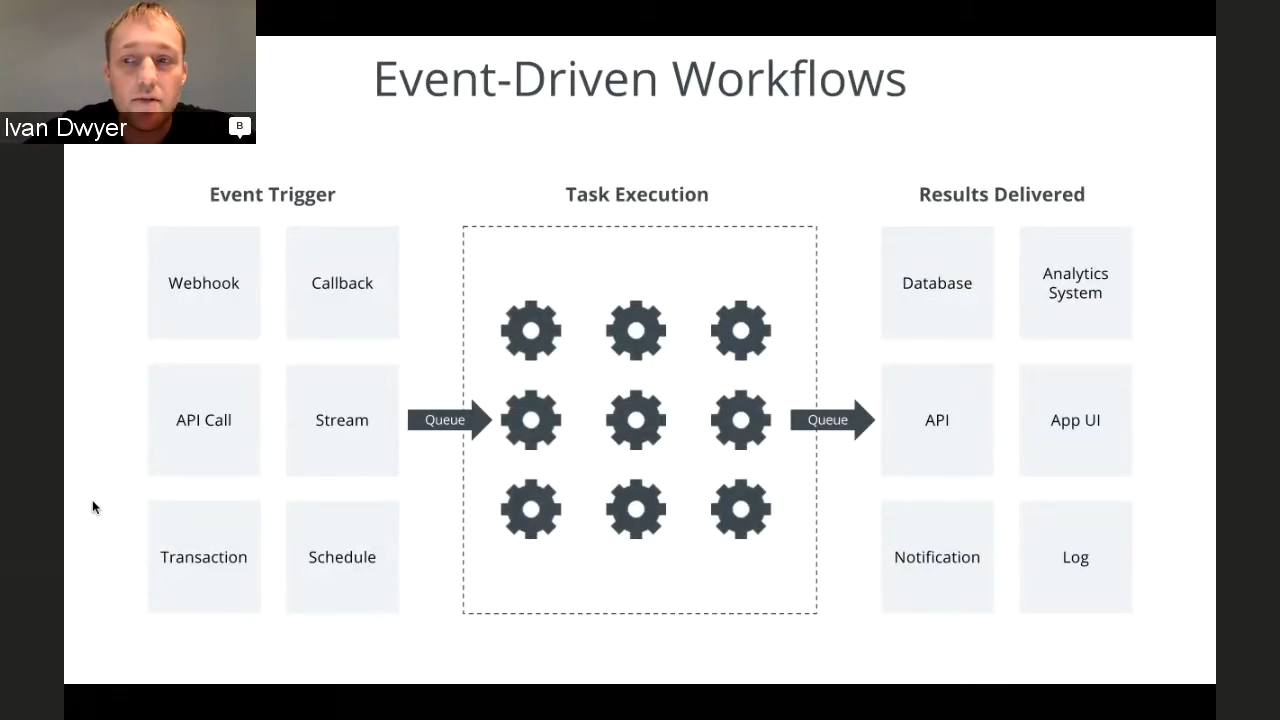 Ivan Dwyer
B
Event-Driven Workflows
Event Trigger
Task Execution
Results Delivered
Webhook
Callback
Database
Analytics
System
API Call
Stream
Queue
Queue
API
App UI
Transaction
Schedule
Notification
Log